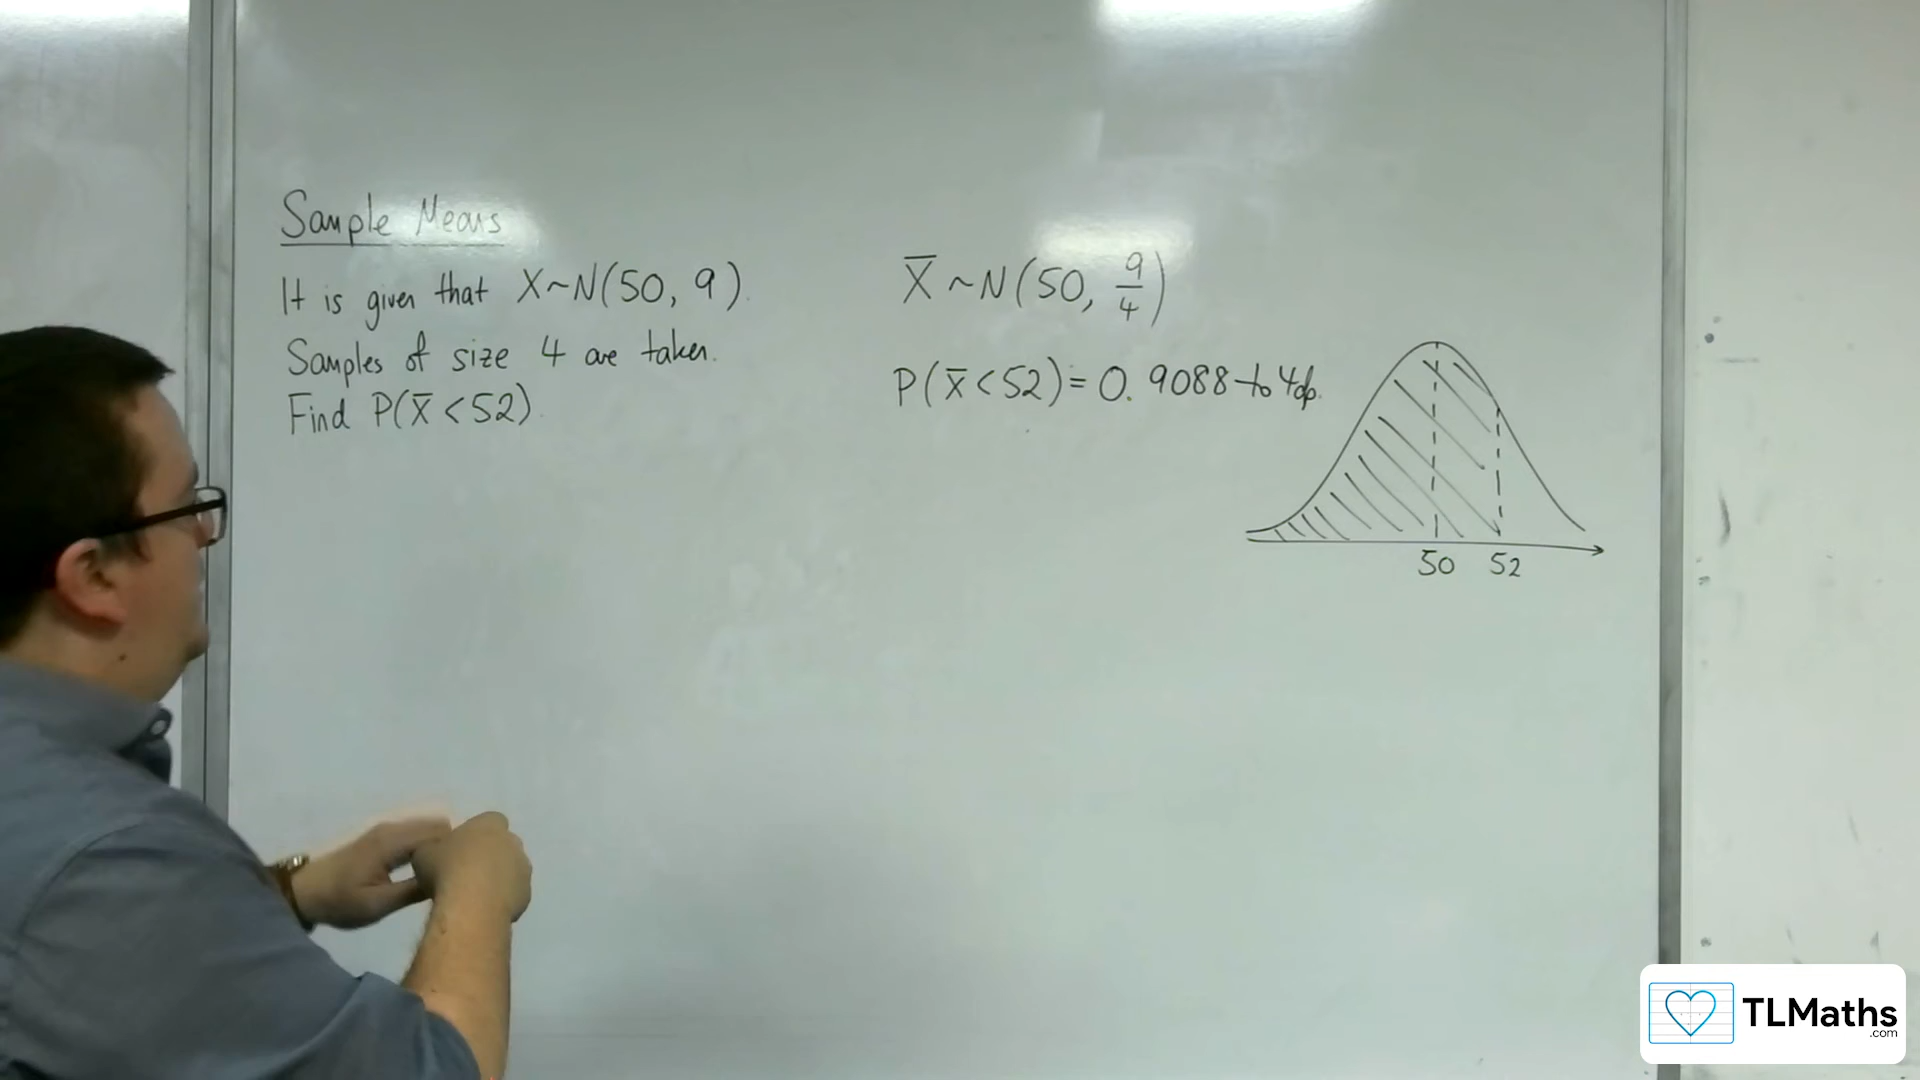 Sample Means
It is given that X~N(50, 9).
Samples of size 4 are taken.
Find P(X̄ < 52).
X̄ ~ N(50, 9/4)
P(X̄ < 52) = 0.9088 to 4dp.
50 52
TLMaths
.com